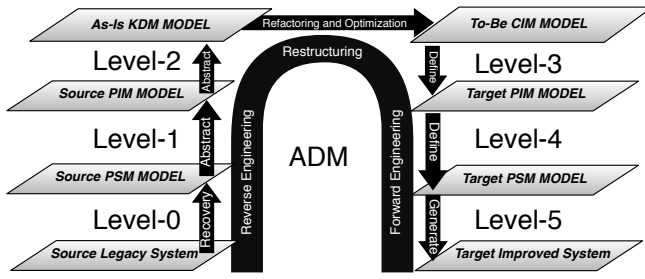 As-Is KDM MODEL
Refactoring and Optimization
To-Be CIM MODEL
Restructuring
Level-2
Abstract
Define
Level-3
Source PIM MODEL
Target PIM MODEL
Level-1
Abstract
Reverse Engineering
ADM
Forward Engineering
Define
Level-4
Source PSM MODEL
Target PSM MODEL
Level-0
Recovery
Generate
Level-5
Source Legacy System
Target Improved System